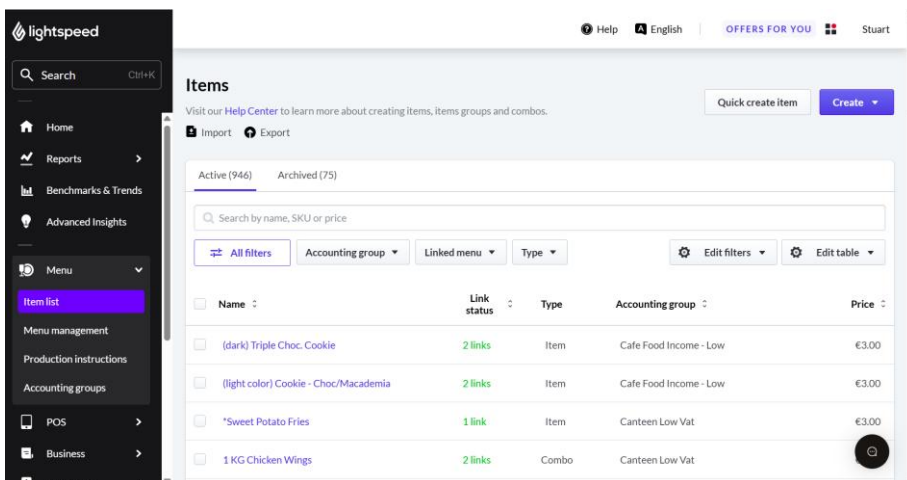 lightspeed
Help
English
OFFERS FOR YOU
Stuart
Search Ctrl+K
Home
Reports
Benchmarks & Trends
Advanced Insights
Menu
Item list
Menu management
Production instructions
Accounting groups
POS
Business
Items
Visit our Help Center to learn more about creating items, items groups and combos.
Import Export
Quick create item
Create
Active (946) Archived (75)
Search by name, SKU or price
All filters Accounting group Linked menu Type Edit filters Edit table
Name Link status Type Accounting group Price
(dark) Triple Choc. Cookie 2 links Item Cafe Food Income - Low €3.00
(light color) Cookie - Choc/Macademia 2 links Item Cafe Food Income - Low €3.00
*Sweet Potato Fries 1 link Item Canteen Low Vat €3.00
1 KG Chicken Wings 2 links Combo Canteen Low Vat